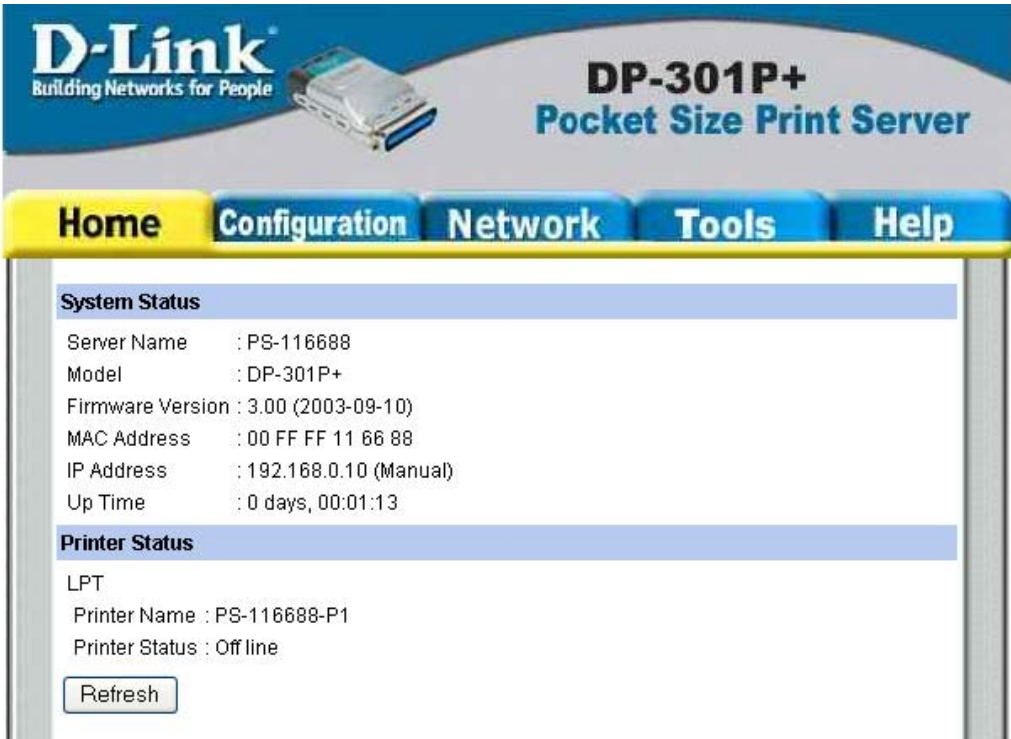 D-Link
Building Networks for People
DP-301P+
Pocket Size Print Server
Home
Configuration
Network
Tools
Help
System Status
Server Name : PS-116688
Model : DP-301P+
Firmware Version : 3.00 (2003-09-10)
MAC Address : 00 FF FF 11 66 88
IP Address : 192.168.0.10 (Manual)
Up Time : 0 days, 00:01:13
Printer Status
LPT
Printer Name : PS-116688-P1
Printer Status : Off line
Refresh